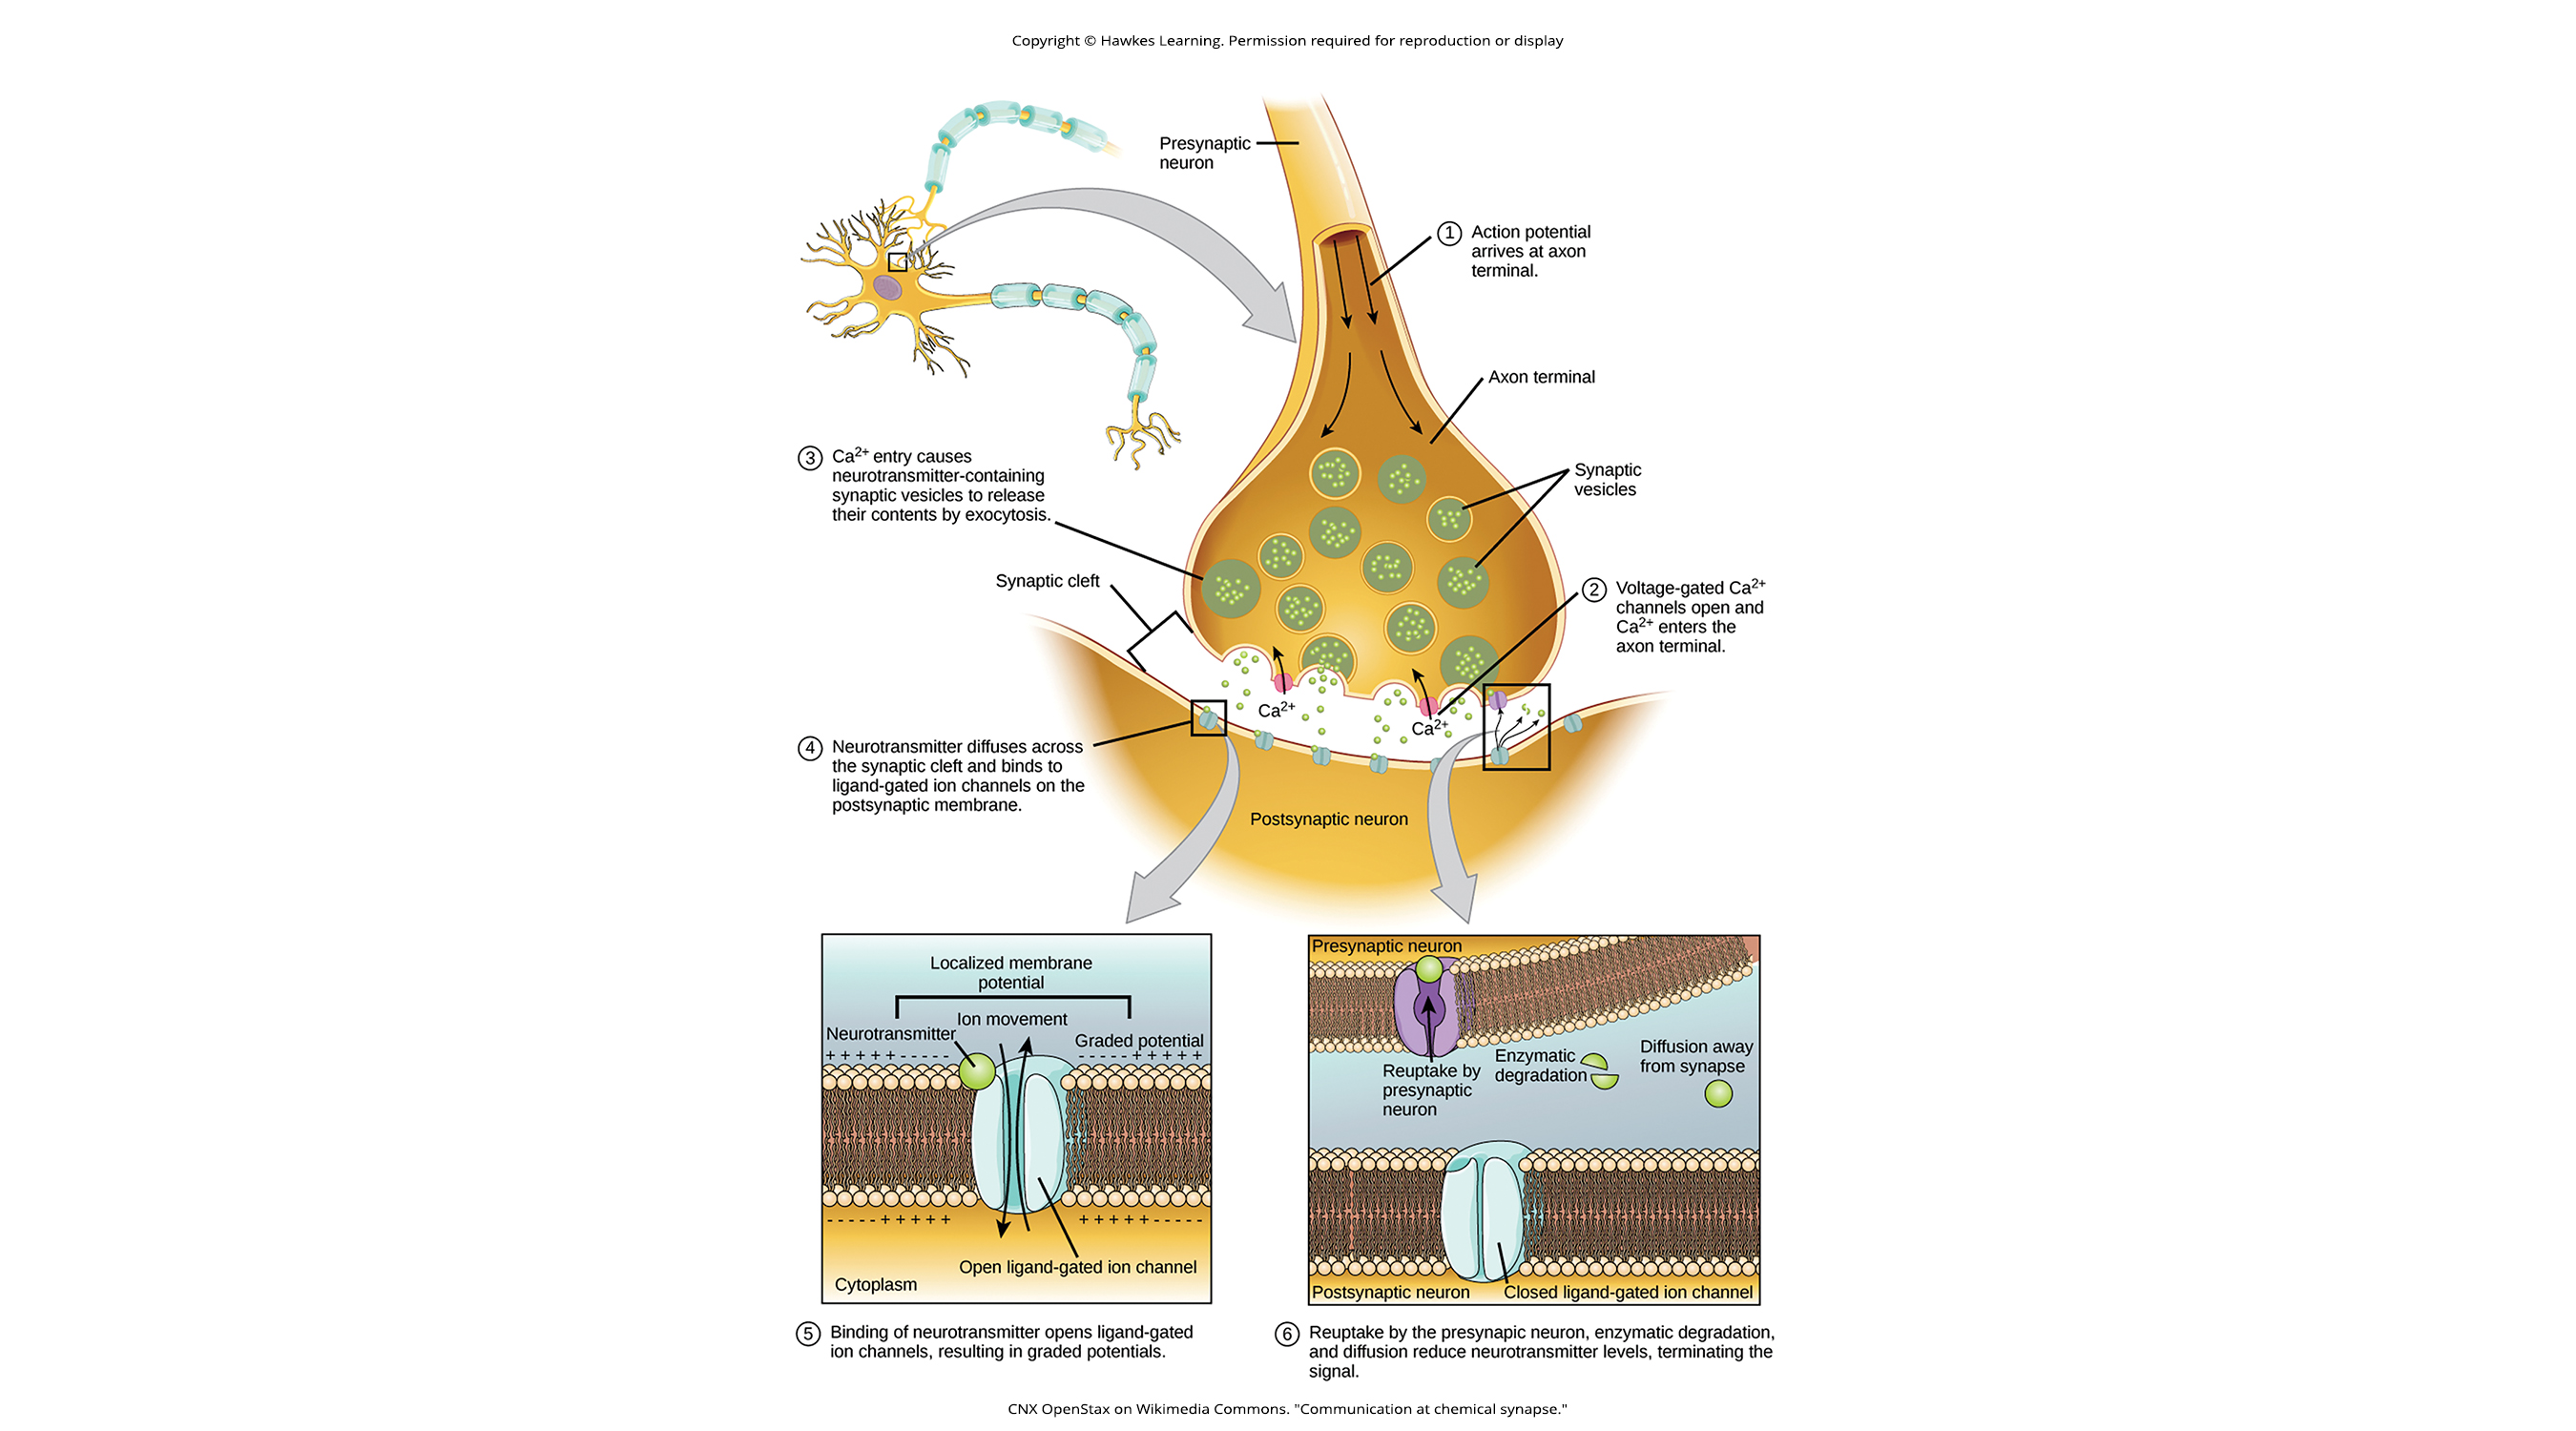 Copyright © Hawkes Learning. Permission required for reproduction or display
Presynaptic
neuron
① Action potential
arrives at axon
terminal.
Axon terminal
③ Ca2+ entry causes
neurotransmitter-containing
synaptic vesicles to release
their contents by exocytosis.
Synaptic
vesicles
Synaptic cleft
② Voltage-gated Ca2+
channels open and
Ca2+ enters the
axon terminal.
Ca2+
Ca2+
④ Neurotransmitter diffuses across
the synaptic cleft and binds to
ligand-gated ion channels on the
postsynaptic membrane.
Postsynaptic neuron
Localized membrane
potential
Ion movement
Neurotransmitter
Graded potential
+ + + + + - - - - -
- - - - - + + + + +
- - - - - + + + + +
+ + + + + - - - - -
Open ligand-gated ion channel
Cytoplasm
⑤ Binding of neurotransmitter opens ligand-gated
ion channels, resulting in graded potentials.
Presynaptic neuron
Reuptake by
presynaptic
neuron
Enzymatic
degradation
Diffusion away
from synapse
Postsynaptic neuron
Closed ligand-gated ion channel
⑥ Reuptake by the presynapic neuron, enzymatic degradation,
and diffusion reduce neurotransmitter levels, terminating the
signal.
CNX OpenStax on Wikimedia Commons. "Communication at chemical synapse."